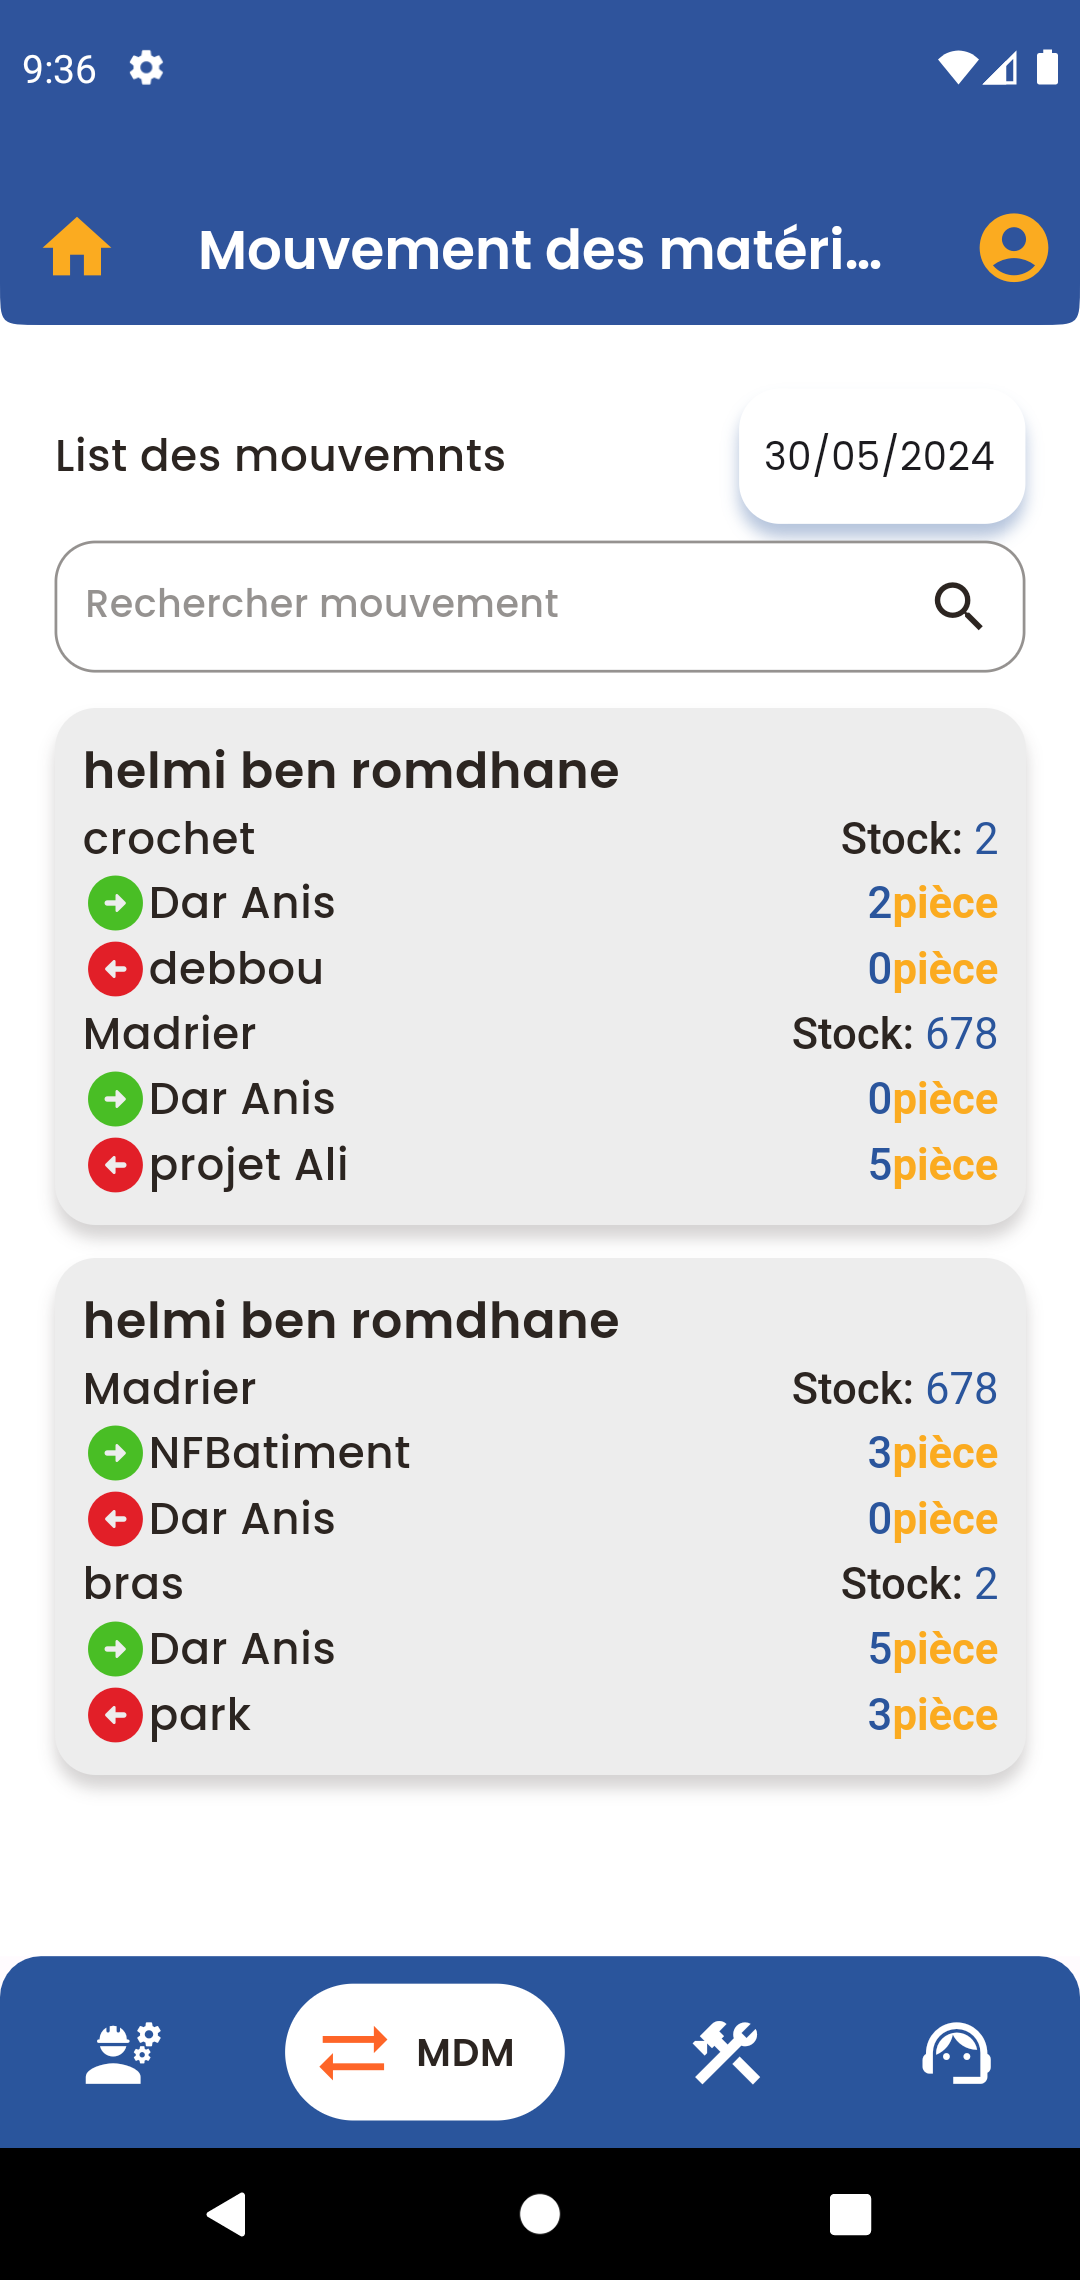 9:36
Mouvement des matéri...
List des mouvemnts
30/05/2024
Rechercher mouvement
helmi ben romdhane
crochet Stock: 2
Dar Anis 2pièce
debbou 0pièce
Madrier Stock: 678
Dar Anis 0pièce
projet Ali 5pièce
helmi ben romdhane
Madrier Stock: 678
NFBatiment 3pièce
Dar Anis 0pièce
bras Stock: 2
Dar Anis 5pièce
park 3pièce
MDM